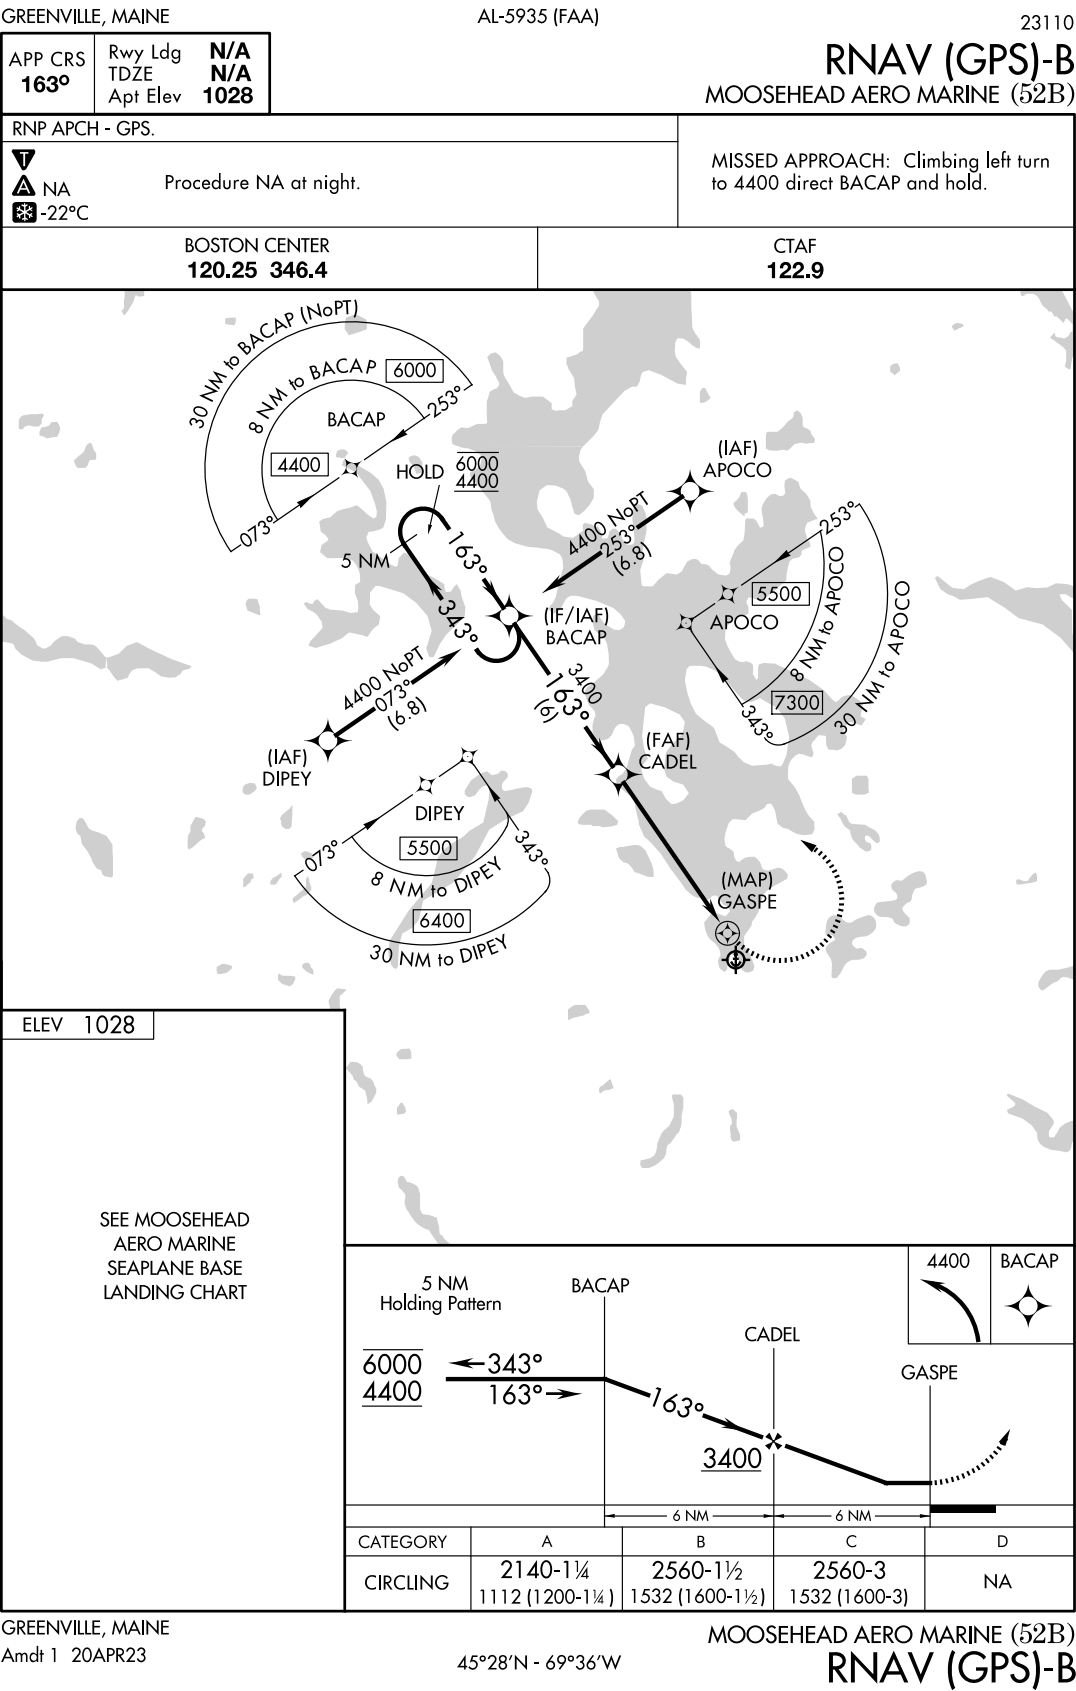 GREENVILLE, MAINE
AL-5935 (FAA)
23110
APP CRS
163°
Rwy Ldg N/A
TDZE N/A
Apt Elev 1028
RNAV (GPS)-B
MOOSEHEAD AERO MARINE (52B)
RNP APCH - GPS.
T
A NA
-22°C
Procedure NA at night.
MISSED APPROACH: Climbing left turn
to 4400 direct BACAP and hold.
BOSTON CENTER
120.25 346.4
CTAF
122.9
30 NM to BACAP (NoPT)
8 NM to BACAP
6000
253°
BACAP
4400
073°
HOLD
6000
4400
5 NM
163°
343°
(IAF)
APOCO
4400 NoPT
253°
(6.8)
(IF/IAF)
BACAP
253°
5500
APOCO
8 NM to APOCO
30 NM to APOCO
7300
343°
4400 NoPT
073°
(6.8)
(IAF)
DIPEY
3400
163°
(6)
(FAF)
CADEL
DIPEY
073°
5500
343°
8 NM to DIPEY
6400
30 NM to DIPEY
(MAP)
GASPE
ELEV 1028
SEE MOOSEHEAD
AERO MARINE
SEAPLANE BASE
LANDING CHART
5 NM
Holding Pattern
BACAP
4400
BACAP
CADEL
GASPE
6000
4400
343°
163°
163°
3400
6 NM
6 NM
CATEGORY A B C D
CIRCLING
2140-1¼
1112 (1200-1¼)
2560-1½
1532 (1600-1½)
2560-3
1532 (1600-3)
NA
GREENVILLE, MAINE
Amdt 1 20APR23
45°28'N - 69°36'W
MOOSEHEAD AERO MARINE (52B)
RNAV (GPS)-B